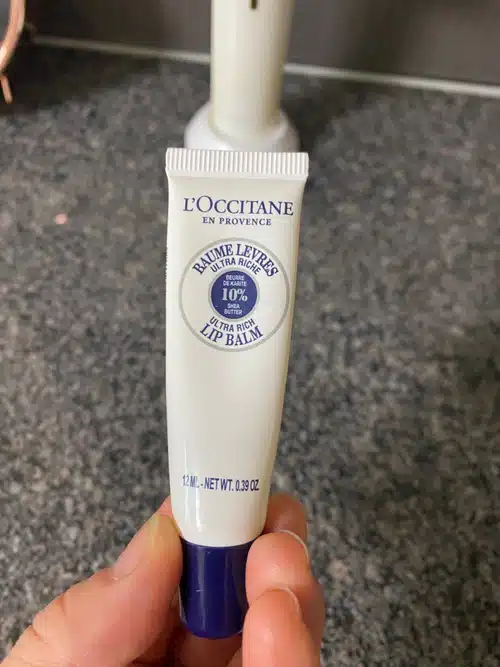 L'OCCITANE
EN PROVENCE
BAUME LEVRES
ULTRA RICHE
BEURRE
DE KARITE
10%
SHEA
BUTTER
ULTRA RICH
LIP BALM
12 ML - NET WT. 0.39 OZ.